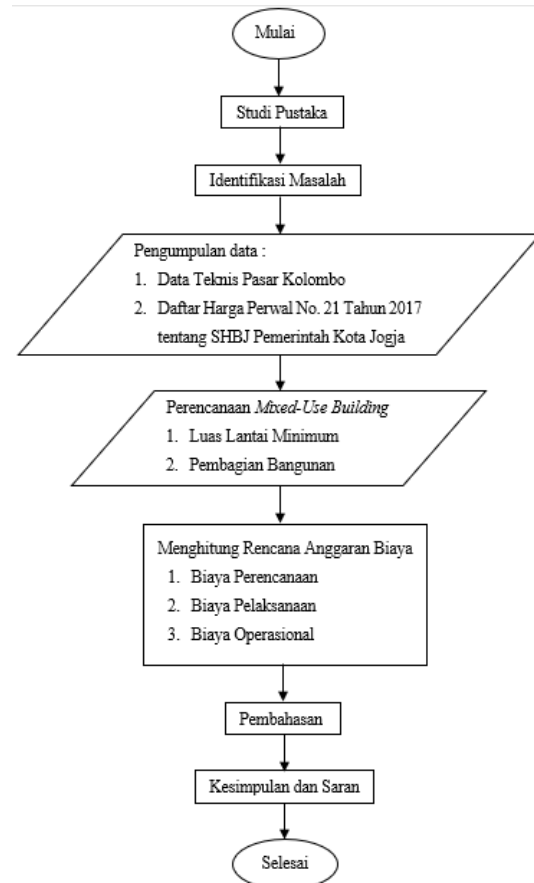 Mulai
Studi Pustaka
Identifikasi Masalah
Pengumpulan data :
1. Data Teknis Pasar Kolombo
2. Daftar Harga Perwal No. 21 Tahun 2017
tentang SHBJ Pemerintah Kota Jogja
Perencanaan Mixed-Use Building
1. Luas Lantai Minimum
2. Pembagian Bangunan
Menghitung Rencana Anggaran Biaya
1. Biaya Perencanaan
2. Biaya Pelaksanaan
3. Biaya Operasional
Pembahasan
Kesimpulan dan Saran
Selesai